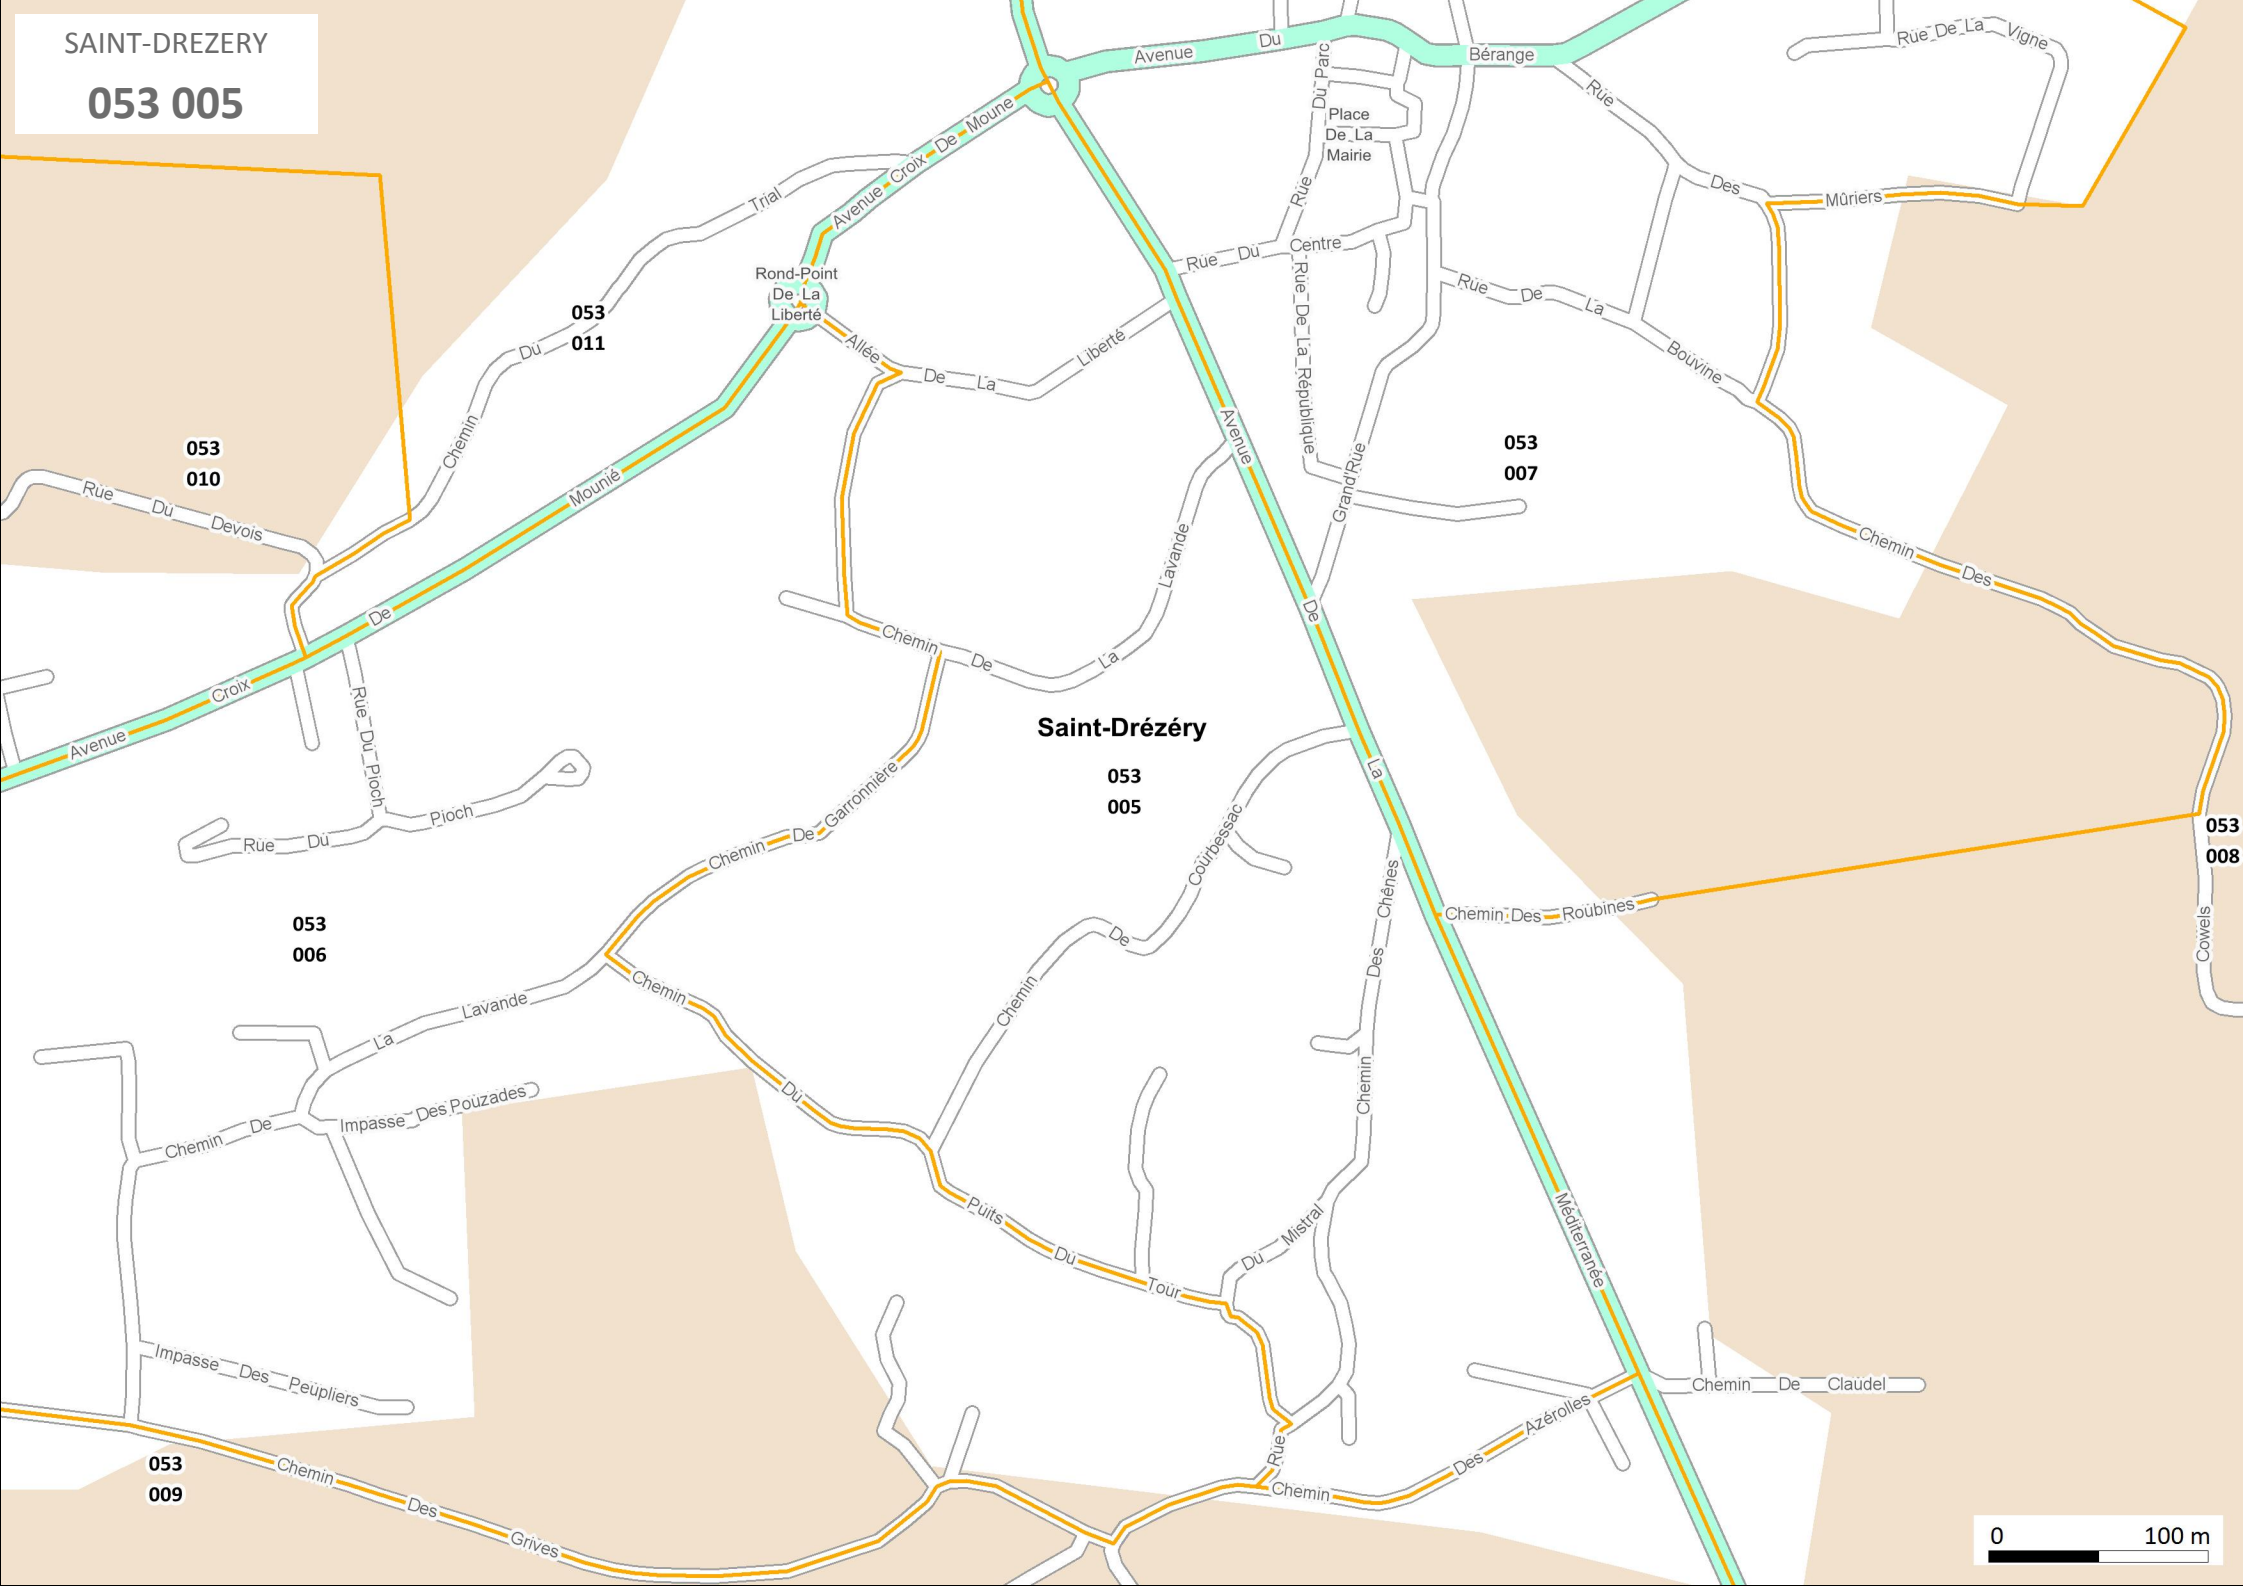 SAINT-DREZERY
053 005
Avenue Du Bérange
Rue De La Vigne
Rue Du Parc
Place
De La
Mairie
Rue Des Mûriers
Avenue Croix De Moune
Chemin Du Trial
Rond-Point
De La
Liberté
Rue Du Centre
Rue De La République
Rue De La Bouvine
Allée De La Liberté
053
011
053
010
Rue Du Devois
Avenue Croix De Mounié
Grand'Rue
053
007
Chemin Des Cowels
Chemin De La Lavande
Avenue De La Méditerranée
Rue Du Pioch
Rue Du Pioch
Saint-Drézéry
053
005
Chemin De Garronnière
Chemin De Courbessac
Chemin Des Chênes
Chemin Des Roubines
053
008
053
006
Chemin De La Lavande
Impasse Des Pouzades
Chemin Du Puits Du Tour
Rue Du Mistral
Impasse Des Peupliers
Chemin De Claudel
Chemin Des Azérolles
053
009
Chemin Des Grives
0 100 m